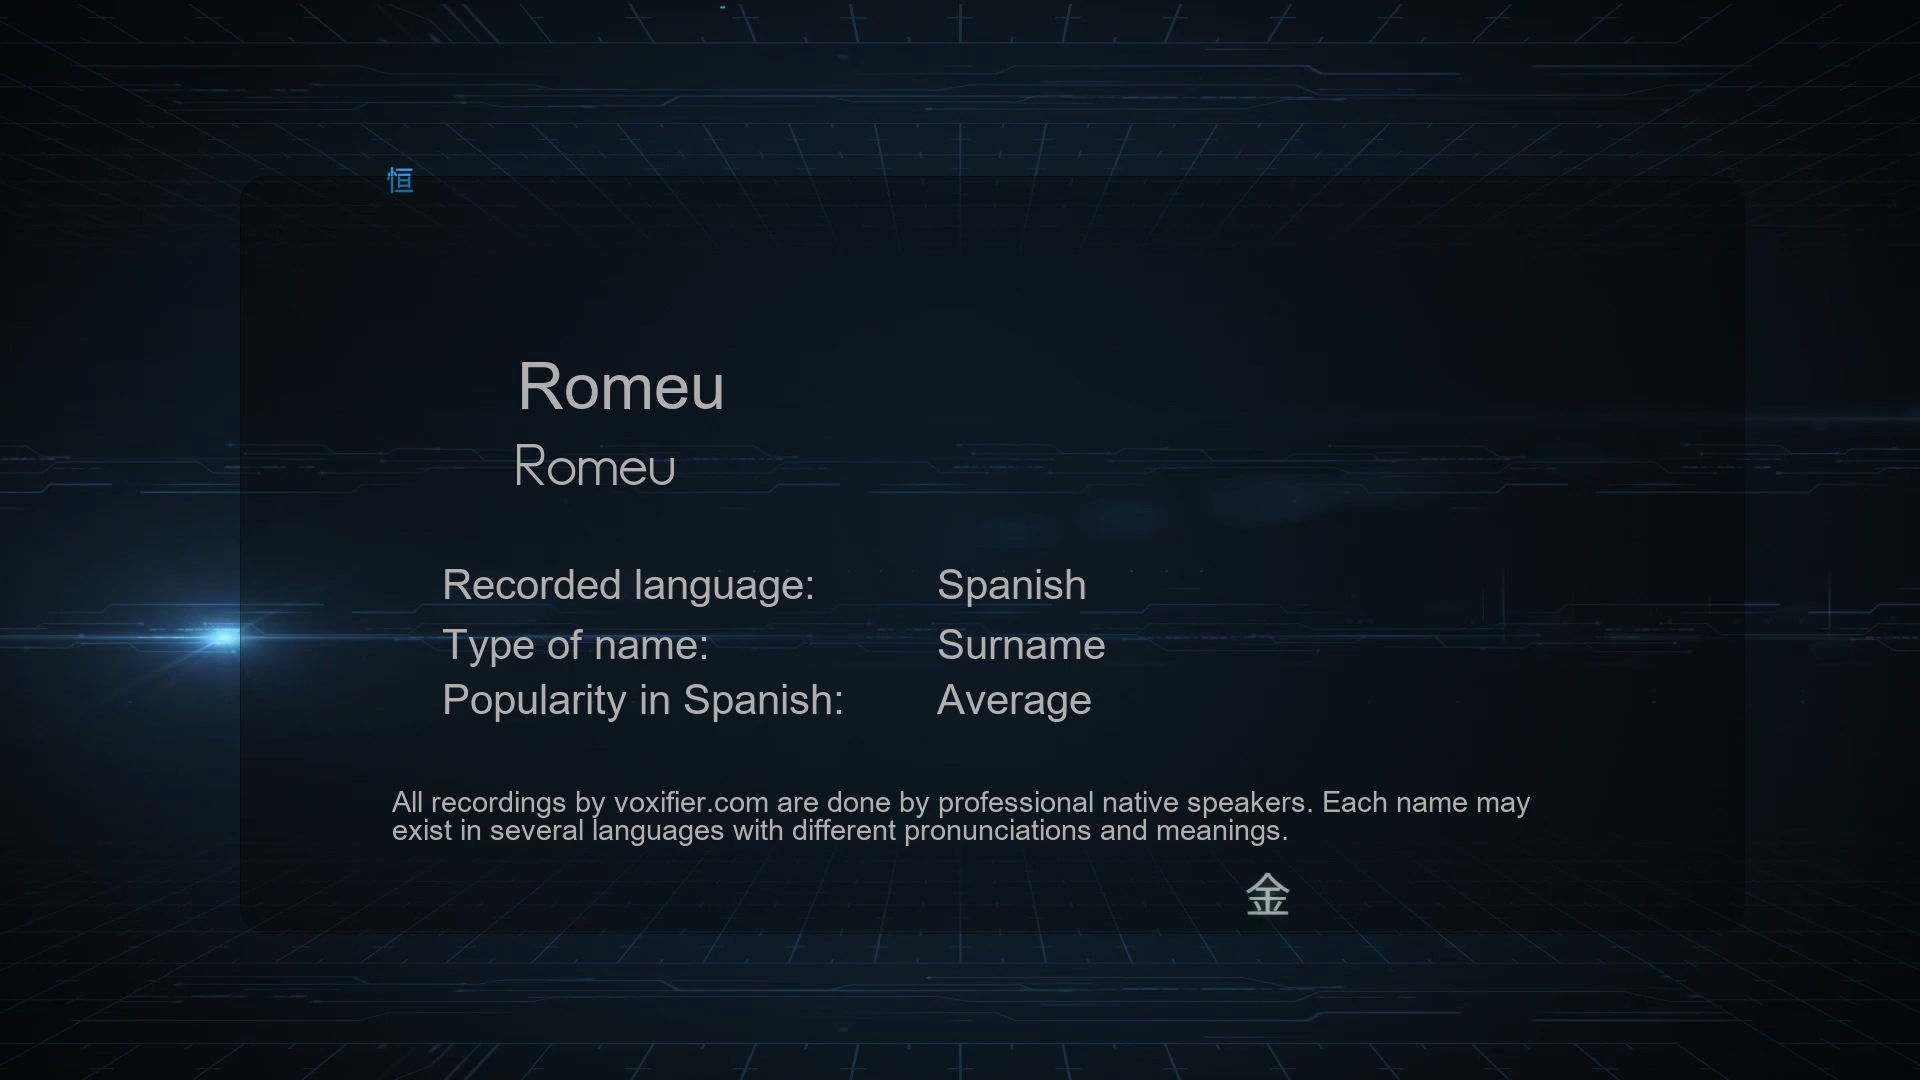 恒
Romeu
Romeu
Recorded language: Spanish
Type of name: Surname
Popularity in Spanish: Average
All recordings by voxifier.com are done by professional native speakers. Each name may
exist in several languages with different pronunciations and meanings.
金